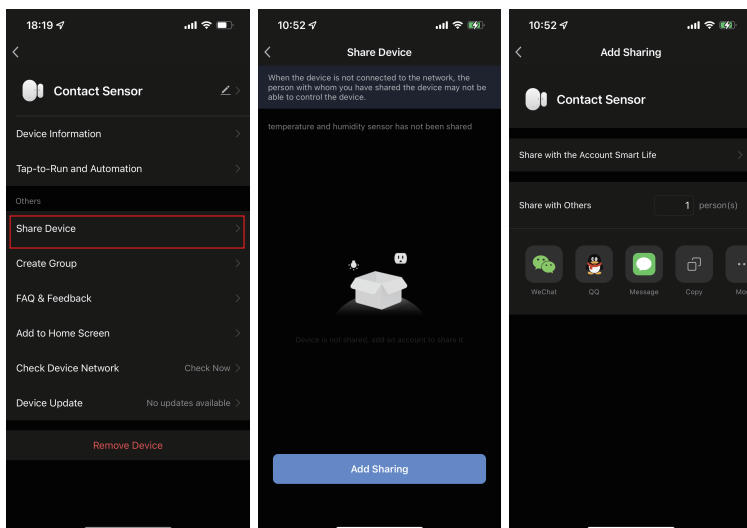 18:19
Contact Sensor
Device Information
Tap-to-Run and Automation
Others
Share Device
Create Group
FAQ & Feedback
Add to Home Screen
Check Device Network Check Now
Device Update No updates available
Remove Device
10:52
Share Device
When the device is not connected to the network, the
person with whom you have shared the device may not be
able to control the device.
temperature and humidity sensor has not been shared
Device is not shared, add an account to share it
Add Sharing
10:52
Add Sharing
Contact Sensor
Share with the Account Smart Life
Share with Others 1 person(s)
WeChat QQ Message Copy Mo